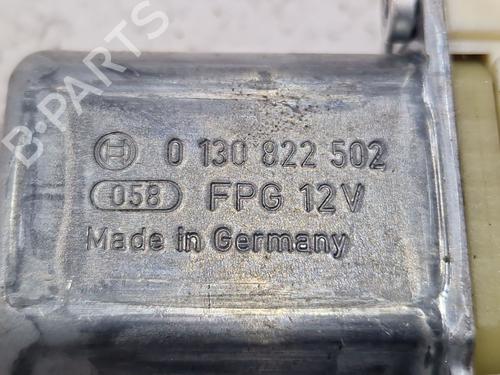 B-PARTS
0 130 822 502
058 FPG 12V
Made in Germany